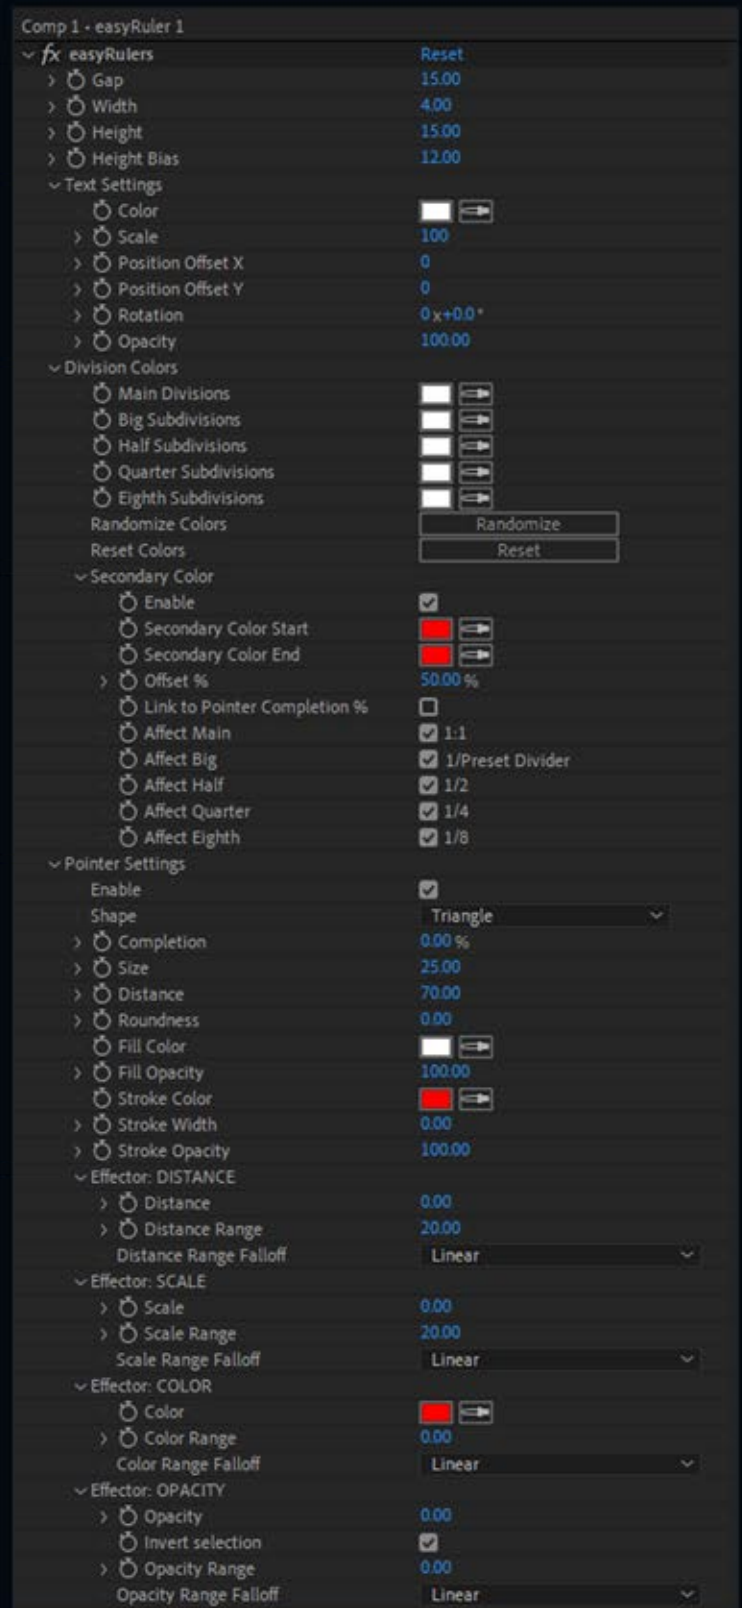 Comp 1 - easyRuler 1
fx easyRulers Reset
Gap 15.00
Width 4.00
Height 15.00
Height Bias 12.00
Text Settings
Color
Scale 100
Position Offset X 0
Position Offset Y 0
Rotation 0x+0.0°
Opacity 100.00
Division Colors
Main Divisions
Big Subdivisions
Half Subdivisions
Quarter Subdivisions
Eighth Subdivisions
Randomize Colors Randomize
Reset Colors Reset
Secondary Color
Enable
Secondary Color Start
Secondary Color End
Offset % 50.00 %
Link to Pointer Completion %
Affect Main 1:1
Affect Big 1/Preset Divider
Affect Half 1/2
Affect Quarter 1/4
Affect Eighth 1/8
Pointer Settings
Enable
Shape Triangle
Completion 0.00 %
Size 25.00
Distance 70.00
Roundness 0.00
Fill Color
Fill Opacity 100.00
Stroke Color
Stroke Width 0.00
Stroke Opacity 100.00
Effector: DISTANCE
Distance 0.00
Distance Range 20.00
Distance Range Falloff Linear
Effector: SCALE
Scale 0.00
Scale Range 20.00
Scale Range Falloff Linear
Effector: COLOR
Color
Color Range 0.00
Color Range Falloff Linear
Effector: OPACITY
Opacity 0.00
Invert selection
Opacity Range 0.00
Opacity Range Falloff Linear